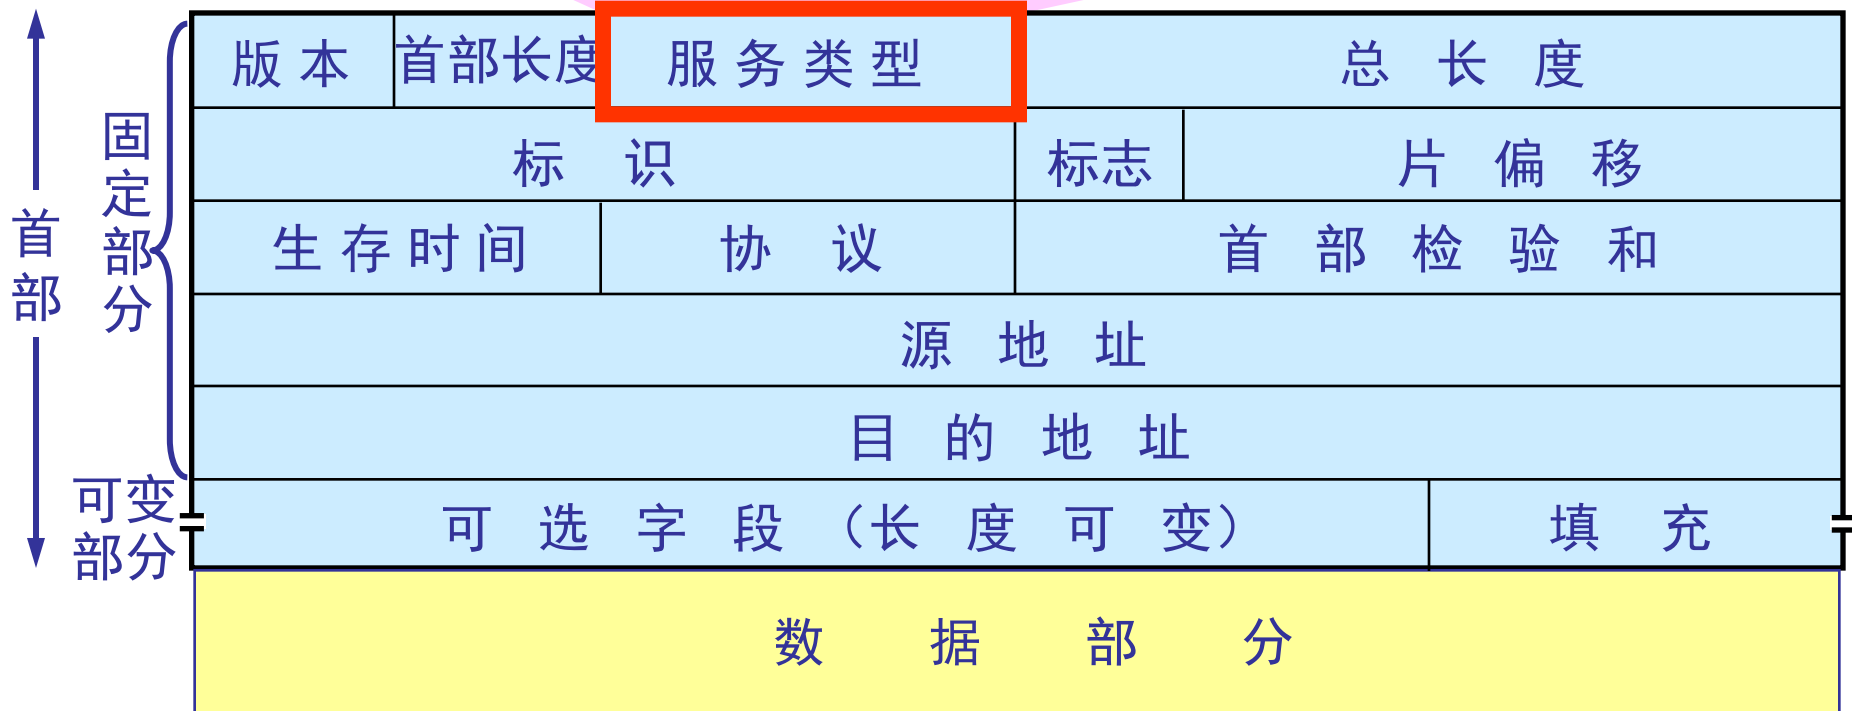 版本 首部长度 服务类型 总长度
标识 标志 片偏移
生存时间 协议 首部检验和
源地址
目的地址
可选字段（长度可变） 填充
数据部分
首部
固定部分
可变
部分